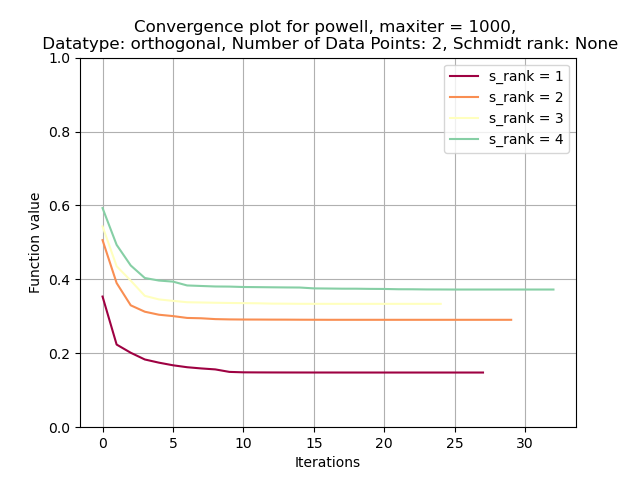 Convergence plot for powell, maxiter = 1000,
Datatype: orthogonal, Number of Data Points: 2, Schmidt rank: None
1.0
0.8
0.6
0.4
0.2
0.0
Function value
s_rank = 1
s_rank = 2
s_rank = 3
s_rank = 4
0 5 10 15 20 25 30
Iterations